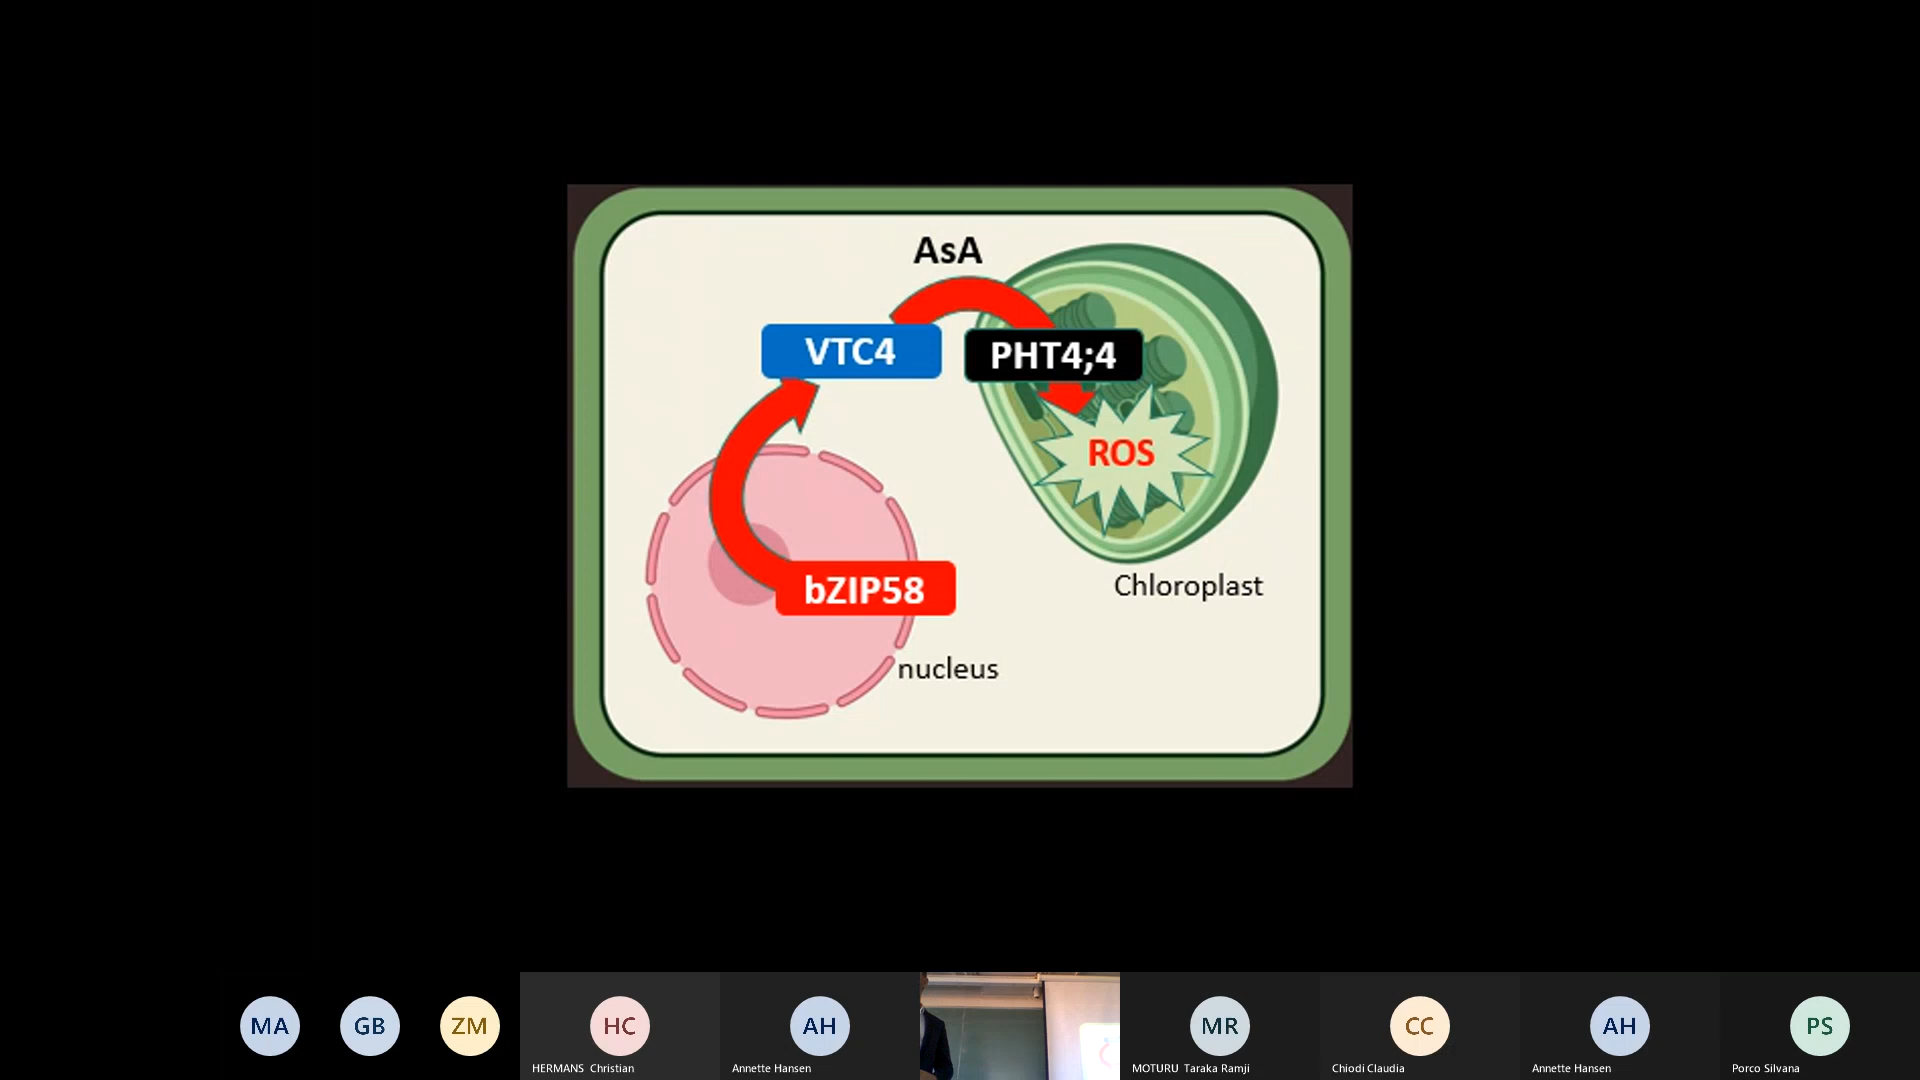 AsA
VTC4
PHT4;4
ROS
bZIP58
Chloroplast
nucleus
MA
GB
ZM
HC
AH
MR
CC
AH
PS
HERMANS Christian
Annette Hansen
MOTURU Taraka Ramji
Chiodi Claudia
Annette Hansen
Porco Silvana